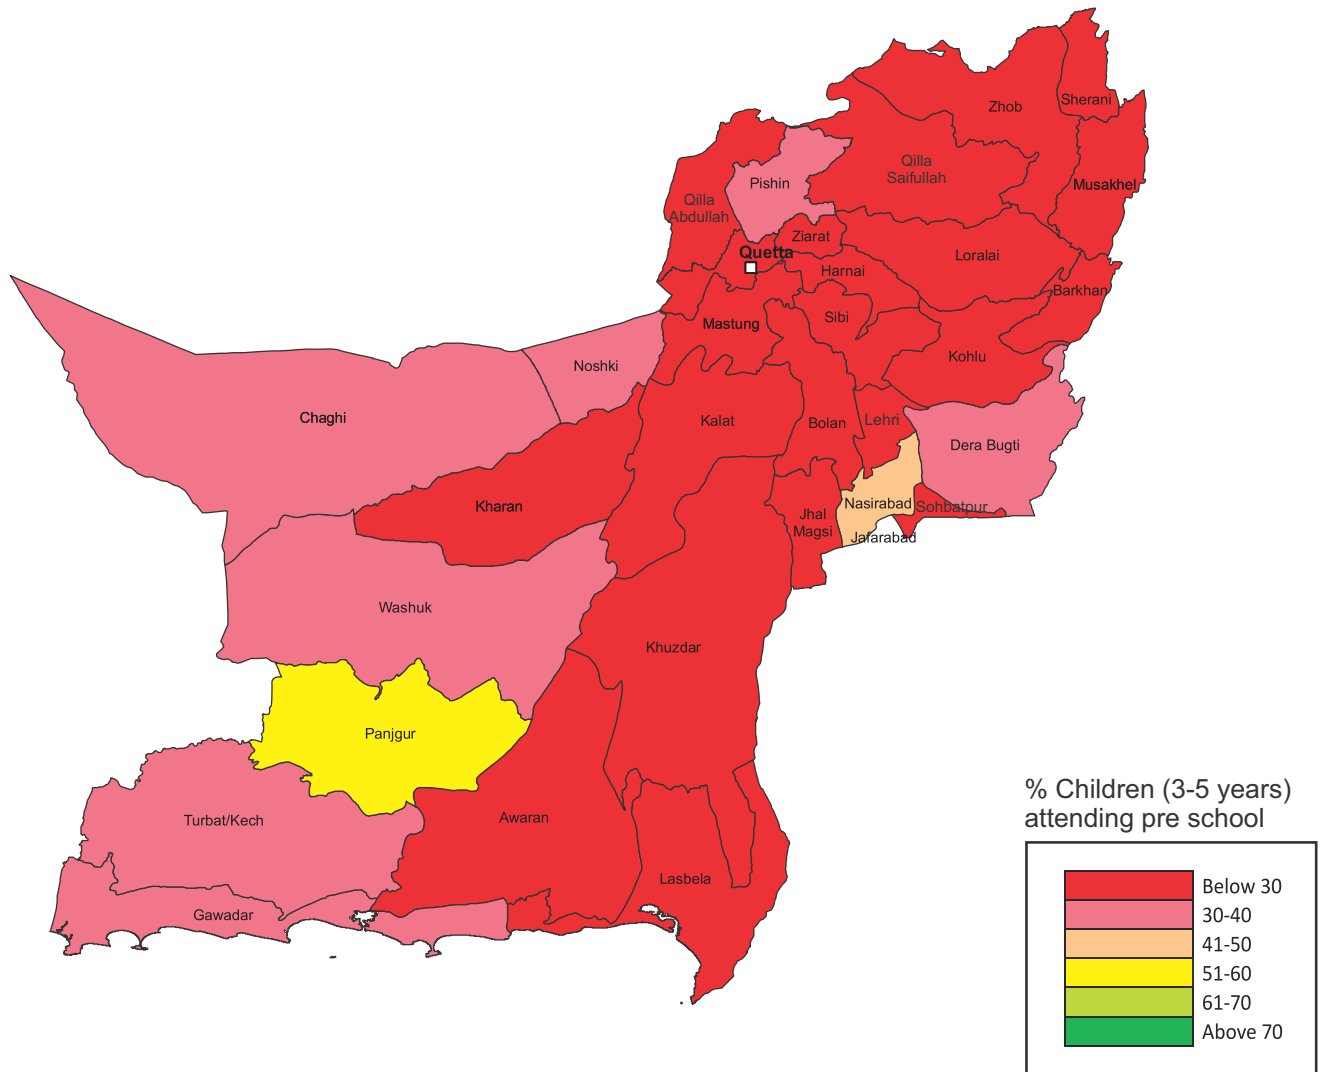 Zhob
Sherani
Qilla
Saifullah
Musakhel
Pishin
Qilla
Abdullah
Ziarat
Quetta
Loralai
Harnai
Barkhan
Sibi
Mastung
Kohlu
Noshki
Chaghi
Kalat
Bolan
Lehri
Dera Bugti
Kharan
Nasirabad
Sohbatpur
Jhal
Magsi
Jafarabad
Washuk
Khuzdar
Panjgur
Turbat/Kech
Awaran
Lasbela
Gawadar
% Children (3-5 years)
attending pre school
Below 30
30-40
41-50
51-60
61-70
Above 70